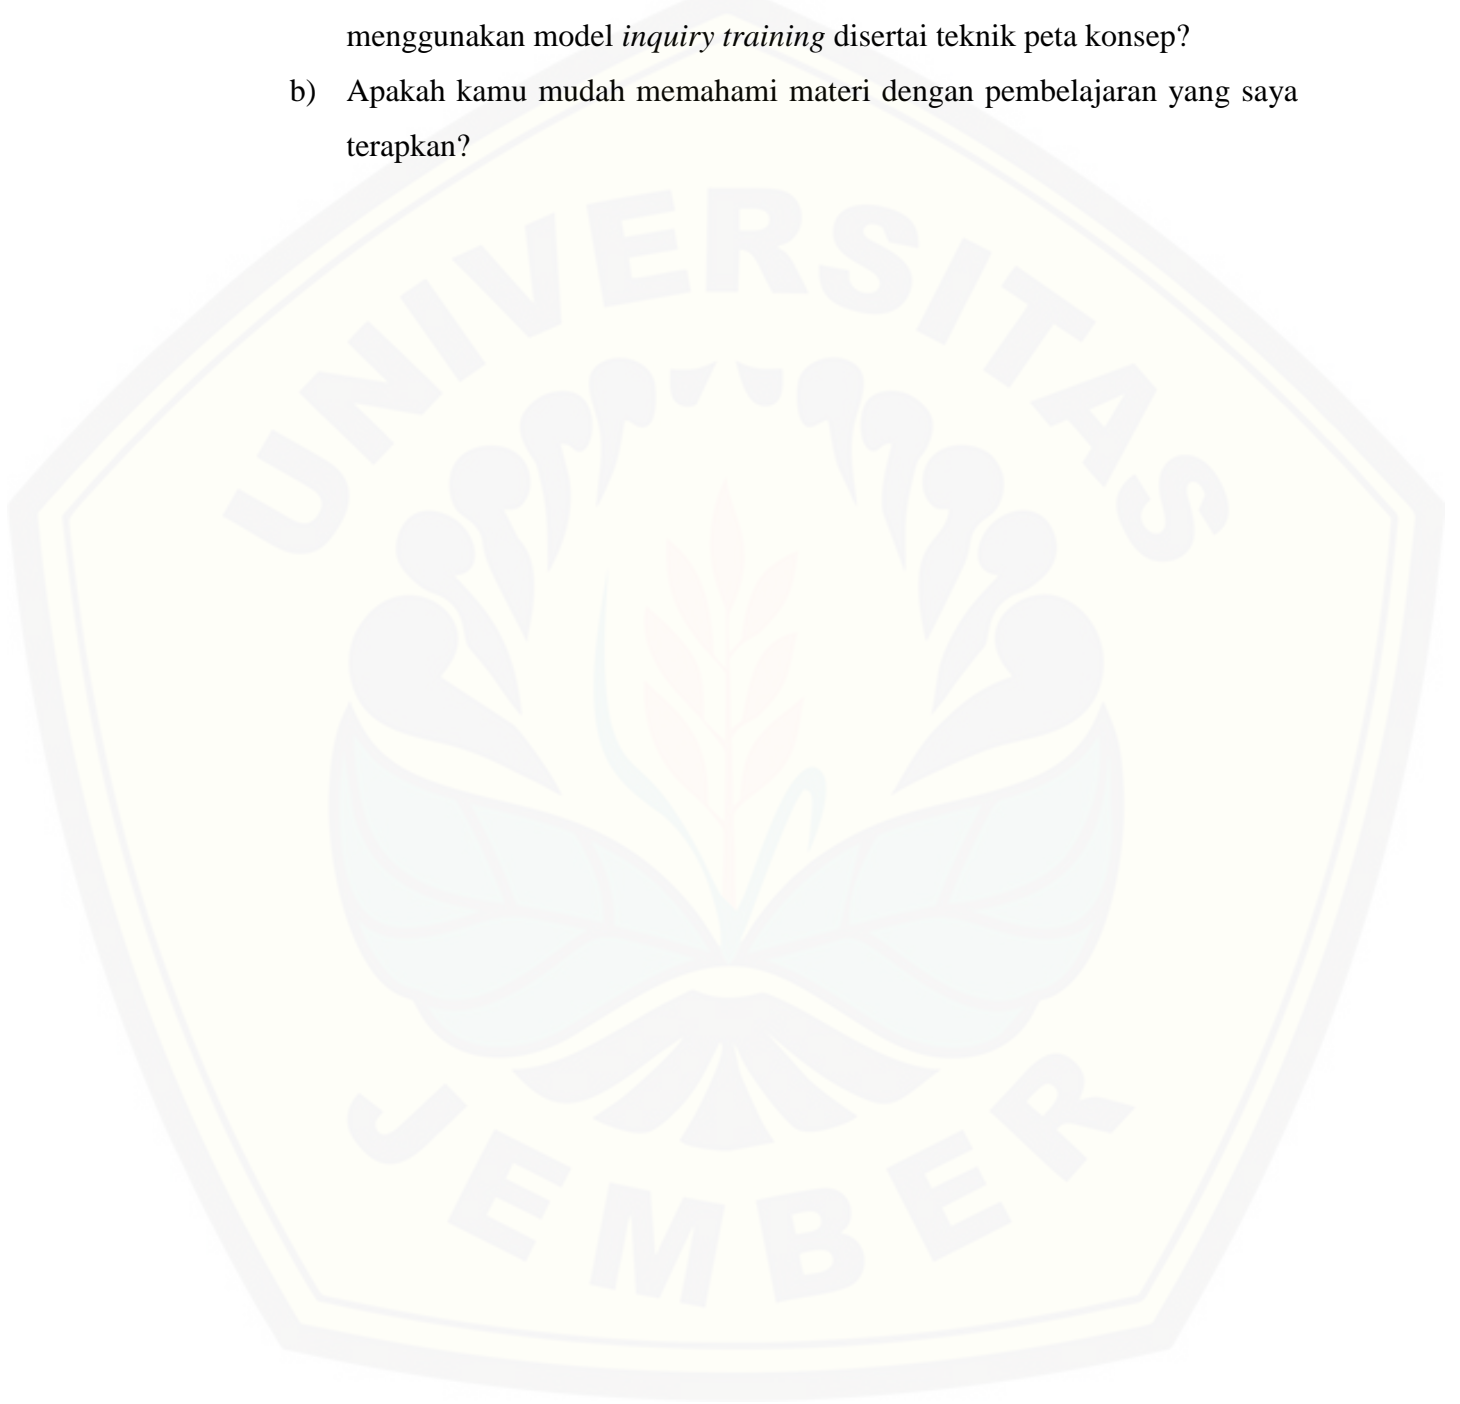 menggunakan model inquiry training disertai teknik peta konsep?
b) Apakah kamu mudah memahami materi dengan pembelajaran yang saya
terapkan?
UNIVERSITAS
JEMBER